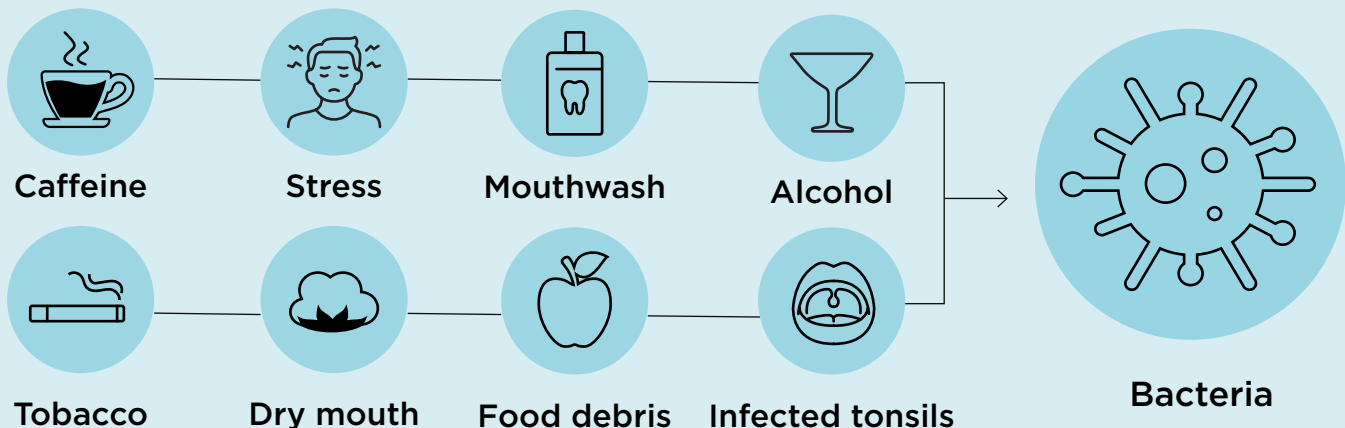 Caffeine
Stress
Mouthwash
Alcohol
Tobacco
Dry mouth
Food debris
Infected tonsils
Bacteria